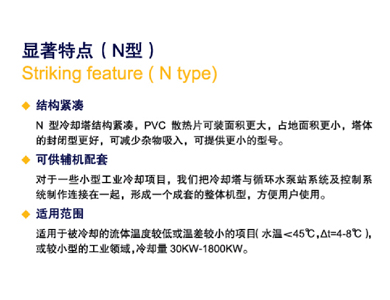 显著特点（N型）
Striking feature ( N type)
◆ 结构紧凑
N 型冷却塔结构紧凑，PVC 散热片可装面积更大，占地面积更小，塔体
的封闭型更好，可减少杂物吸入，可提供更小的型号。
◆ 可供辅机配套
对于一些小型工业冷却项目，我们把冷却塔与循环水泵站系统及控制系
统制作连接在一起，形成一个成套的整体机型，方便用户使用。
◆ 适用范围
适用于被冷却的流体温度较低或温差较小的项目（水温≤45℃,Δt=4-8℃），
或较小型的工业领域，冷却量 30KW-1800KW。